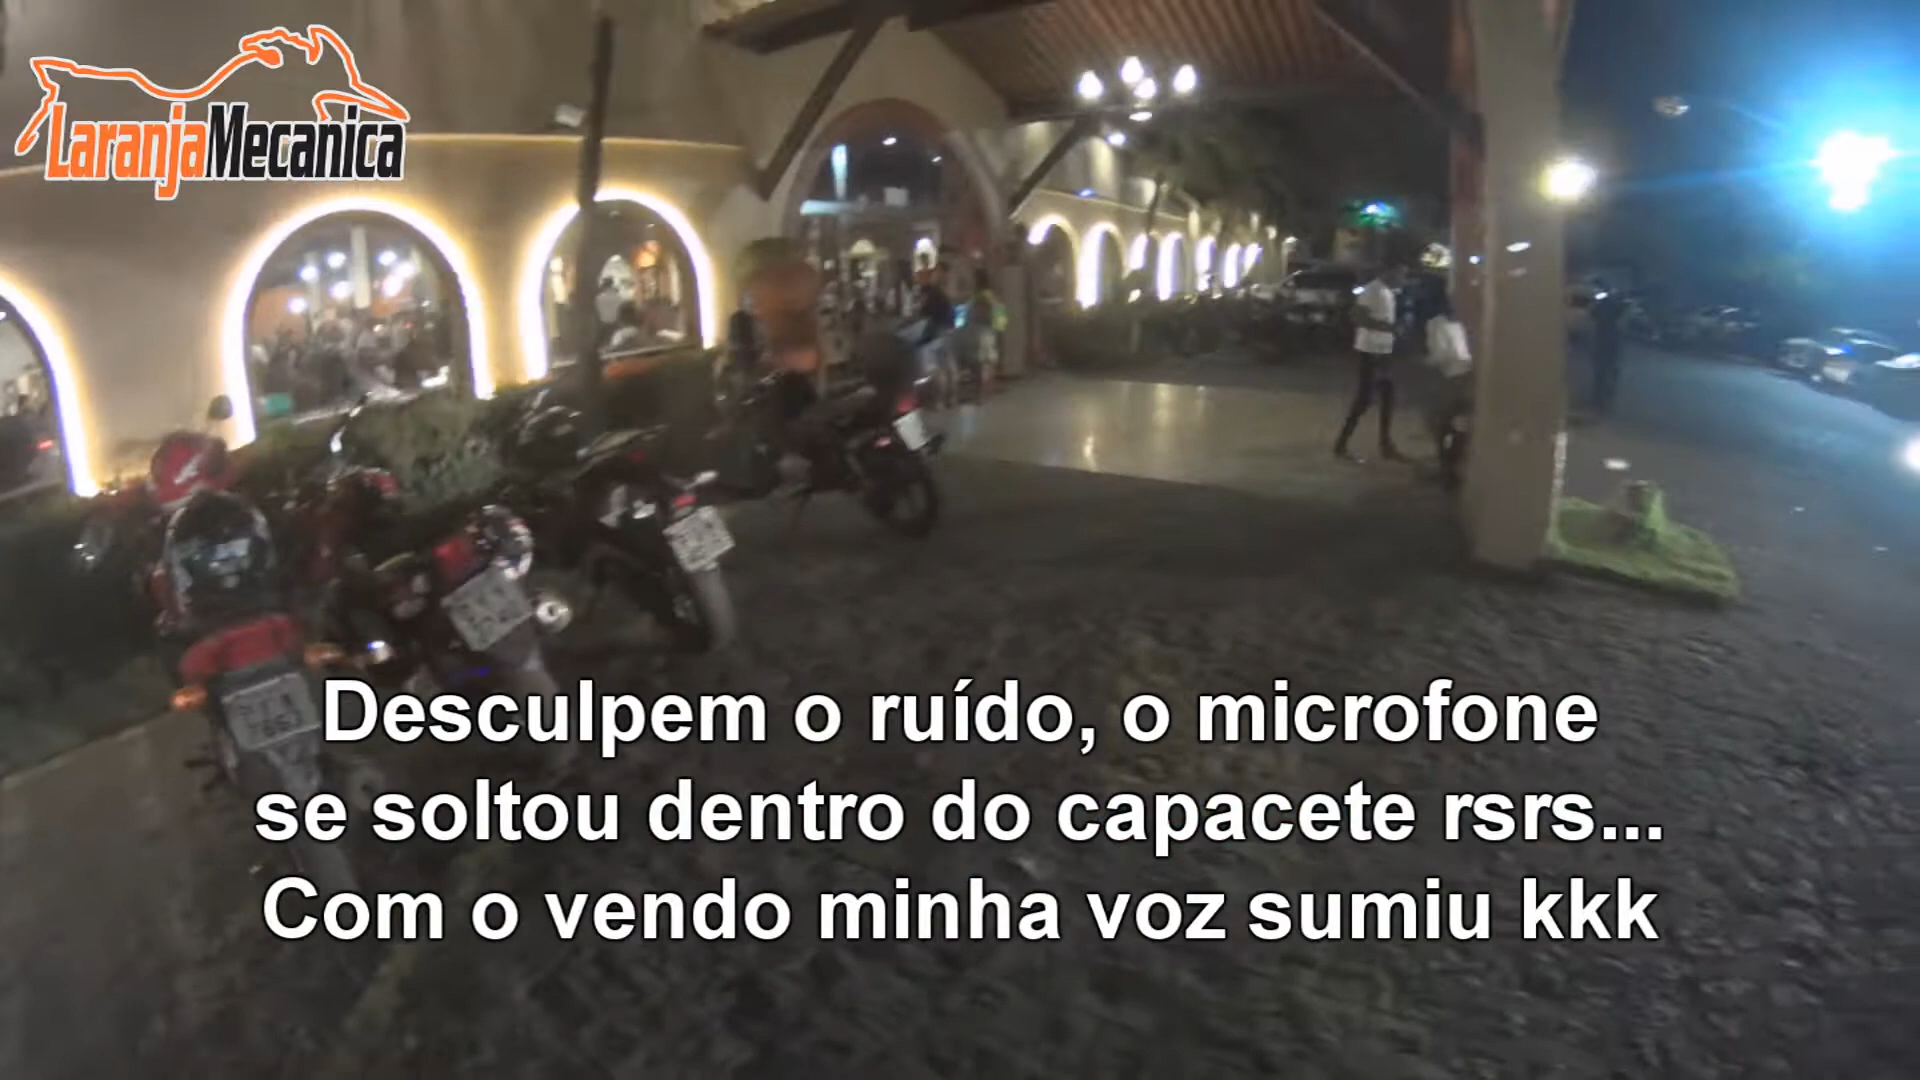 LaranjaMecanica
Desculpem o ruído, o microfone
se soltou dentro do capacete rsrs...
Com o vendo minha voz sumiu kkk